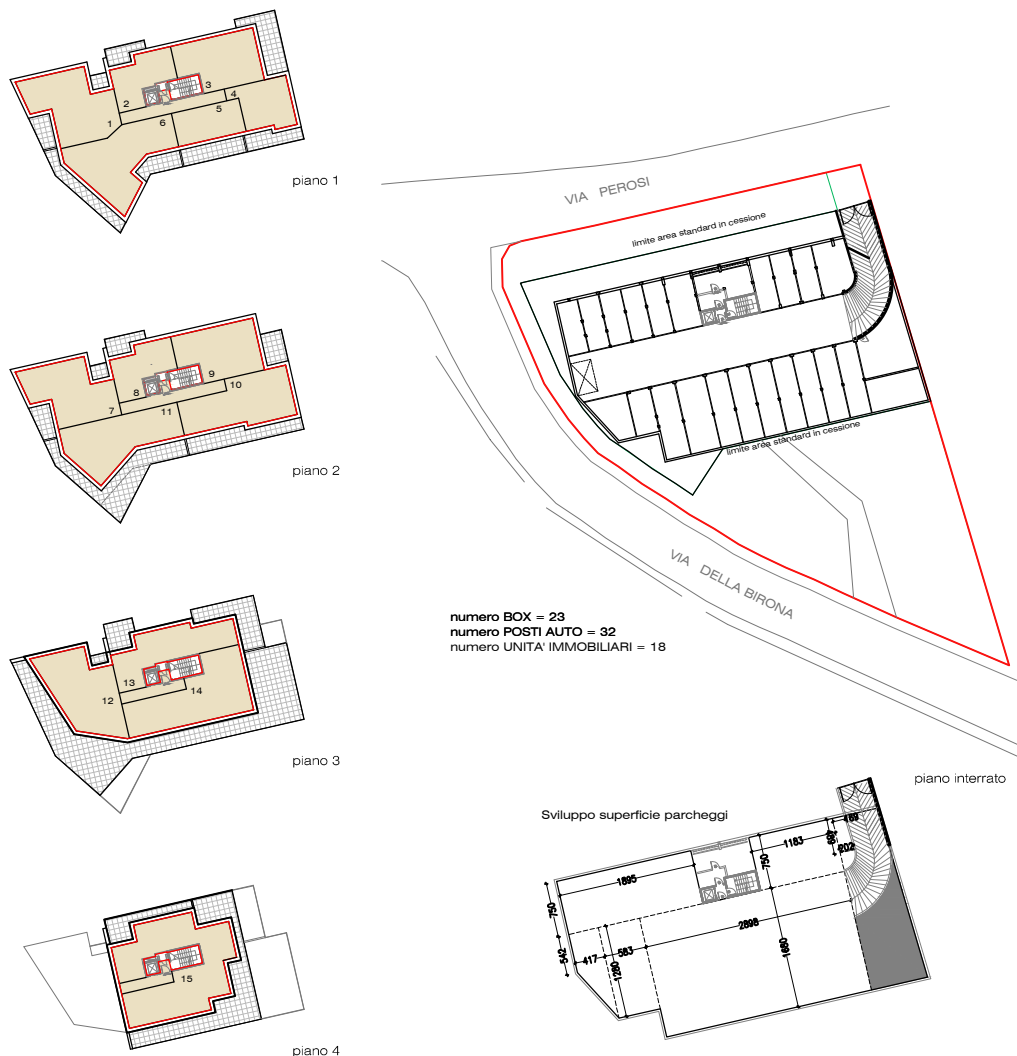 2
3
4
1
6
5
piano 1
8
9
10
7
11
piano 2
13
14
12
piano 3
15
piano 4
VIA PEROSI
limite area standard in cessione
limite area standard in cessione
VIA DELLA BIRONA
numero BOX = 23
numero POSTI AUTO = 32
numero UNITA' IMMOBILIARI = 18
piano interrato
Sviluppo superficie parcheggi
1895
750
1183
202
750
542
417
583
1280
2898
1690